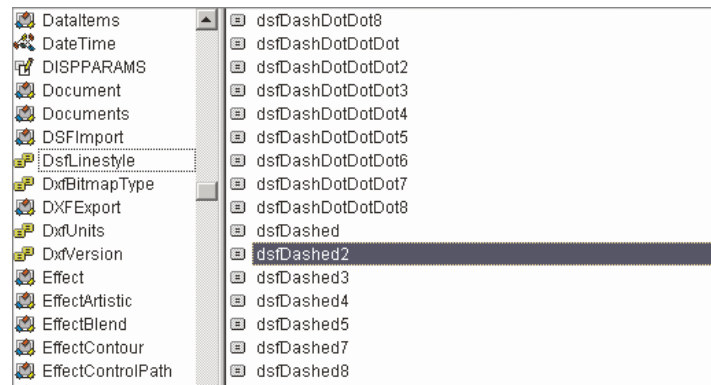 DataItems
DateTime
DISPPARAMS
Document
Documents
DSFImport
DsfLinestyle
DxfBitmapType
DXFExport
DxfUnits
DxfVersion
Effect
EffectArtistic
EffectBlend
EffectContour
EffectControlPath
dsfDashDotDot8
dsfDashDotDotDot
dsfDashDotDotDot2
dsfDashDotDotDot3
dsfDashDotDotDot4
dsfDashDotDotDot5
dsfDashDotDotDot6
dsfDashDotDotDot7
dsfDashDotDotDot8
dsfDashed
dsfDashed2
dsfDashed3
dsfDashed4
dsfDashed5
dsfDashed7
dsfDashed8